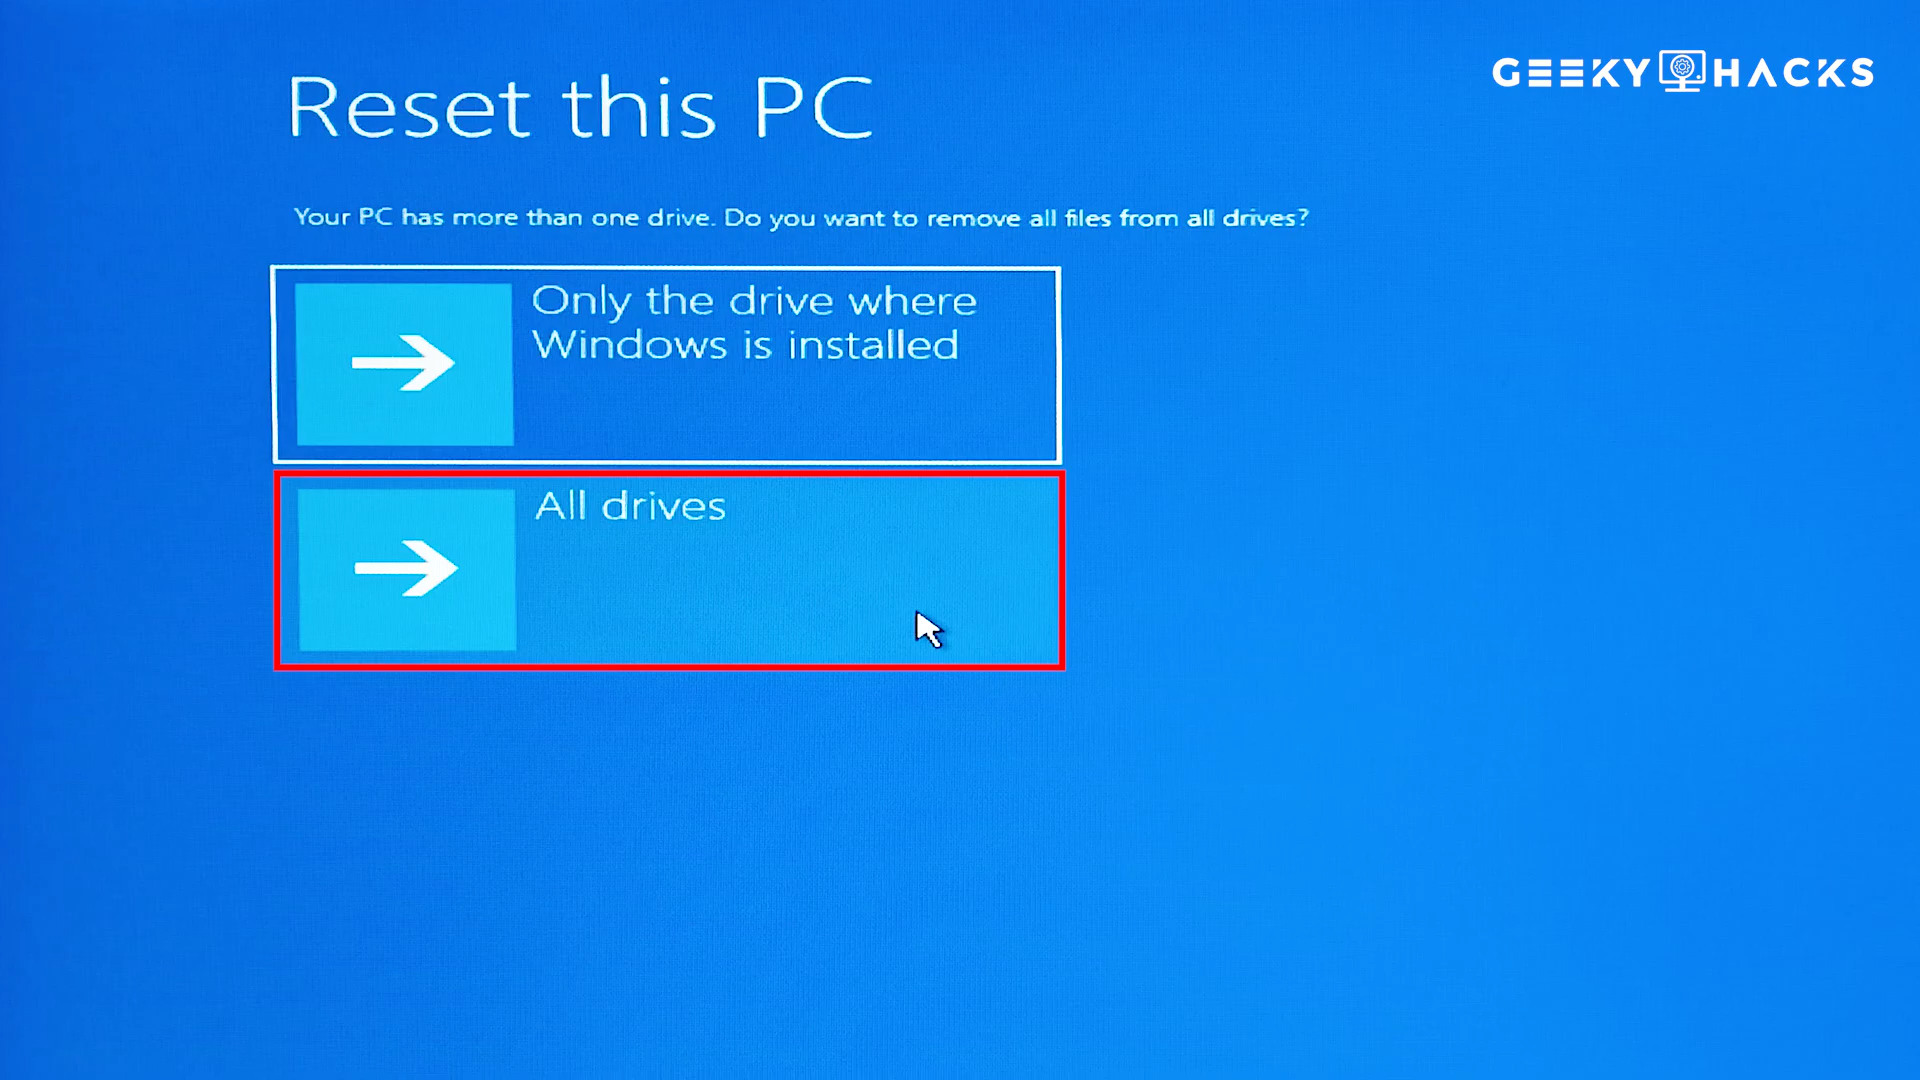 GEEKY HACKS
Reset this PC
Your PC has more than one drive. Do you want to remove all files from all drives?
Only the drive where
Windows is installed
All drives